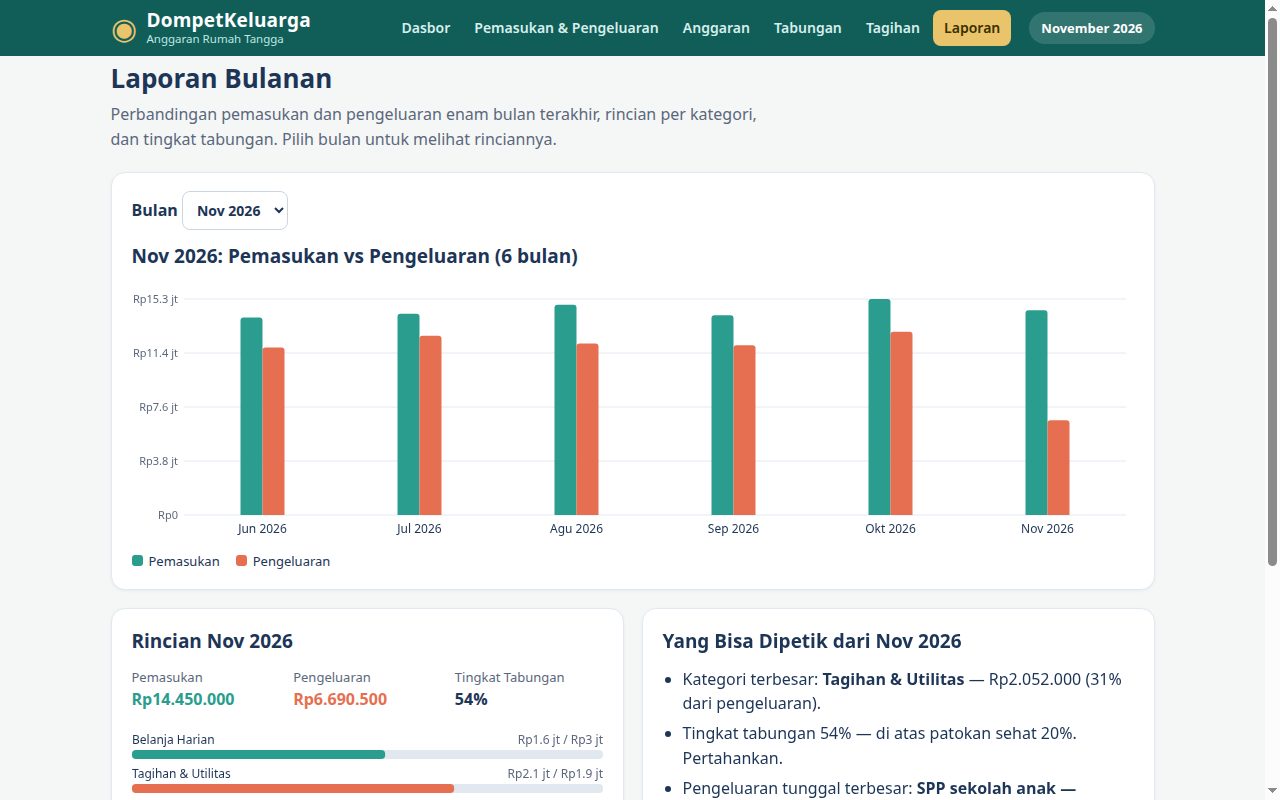 DompetKeluarga
Anggaran Rumah Tangga
Dasbor
Pemasukan & Pengeluaran
Anggaran
Tabungan
Tagihan
Laporan
November 2026
Laporan Bulanan
Perbandingan pemasukan dan pengeluaran enam bulan terakhir, rincian per kategori,
dan tingkat tabungan. Pilih bulan untuk melihat rinciannya.
Bulan
Nov 2026
Nov 2026: Pemasukan vs Pengeluaran (6 bulan)
Rp15.3 jt
Rp11.4 jt
Rp7.6 jt
Rp3.8 jt
Rp0
Jun 2026
Jul 2026
Agu 2026
Sep 2026
Okt 2026
Nov 2026
Pemasukan
Pengeluaran
Rincian Nov 2026
Pemasukan
Rp14.450.000
Pengeluaran
Rp6.690.500
Tingkat Tabungan
54%
Belanja Harian
Rp1.6 jt / Rp3 jt
Tagihan & Utilitas
Rp2.1 jt / Rp1.9 jt
Yang Bisa Dipetik dari Nov 2026
Kategori terbesar: Tagihan & Utilitas — Rp2.052.000 (31%
dari pengeluaran).
Tingkat tabungan 54% — di atas patokan sehat 20%.
Pertahankan.
Pengeluaran tunggal terbesar: SPP sekolah anak —